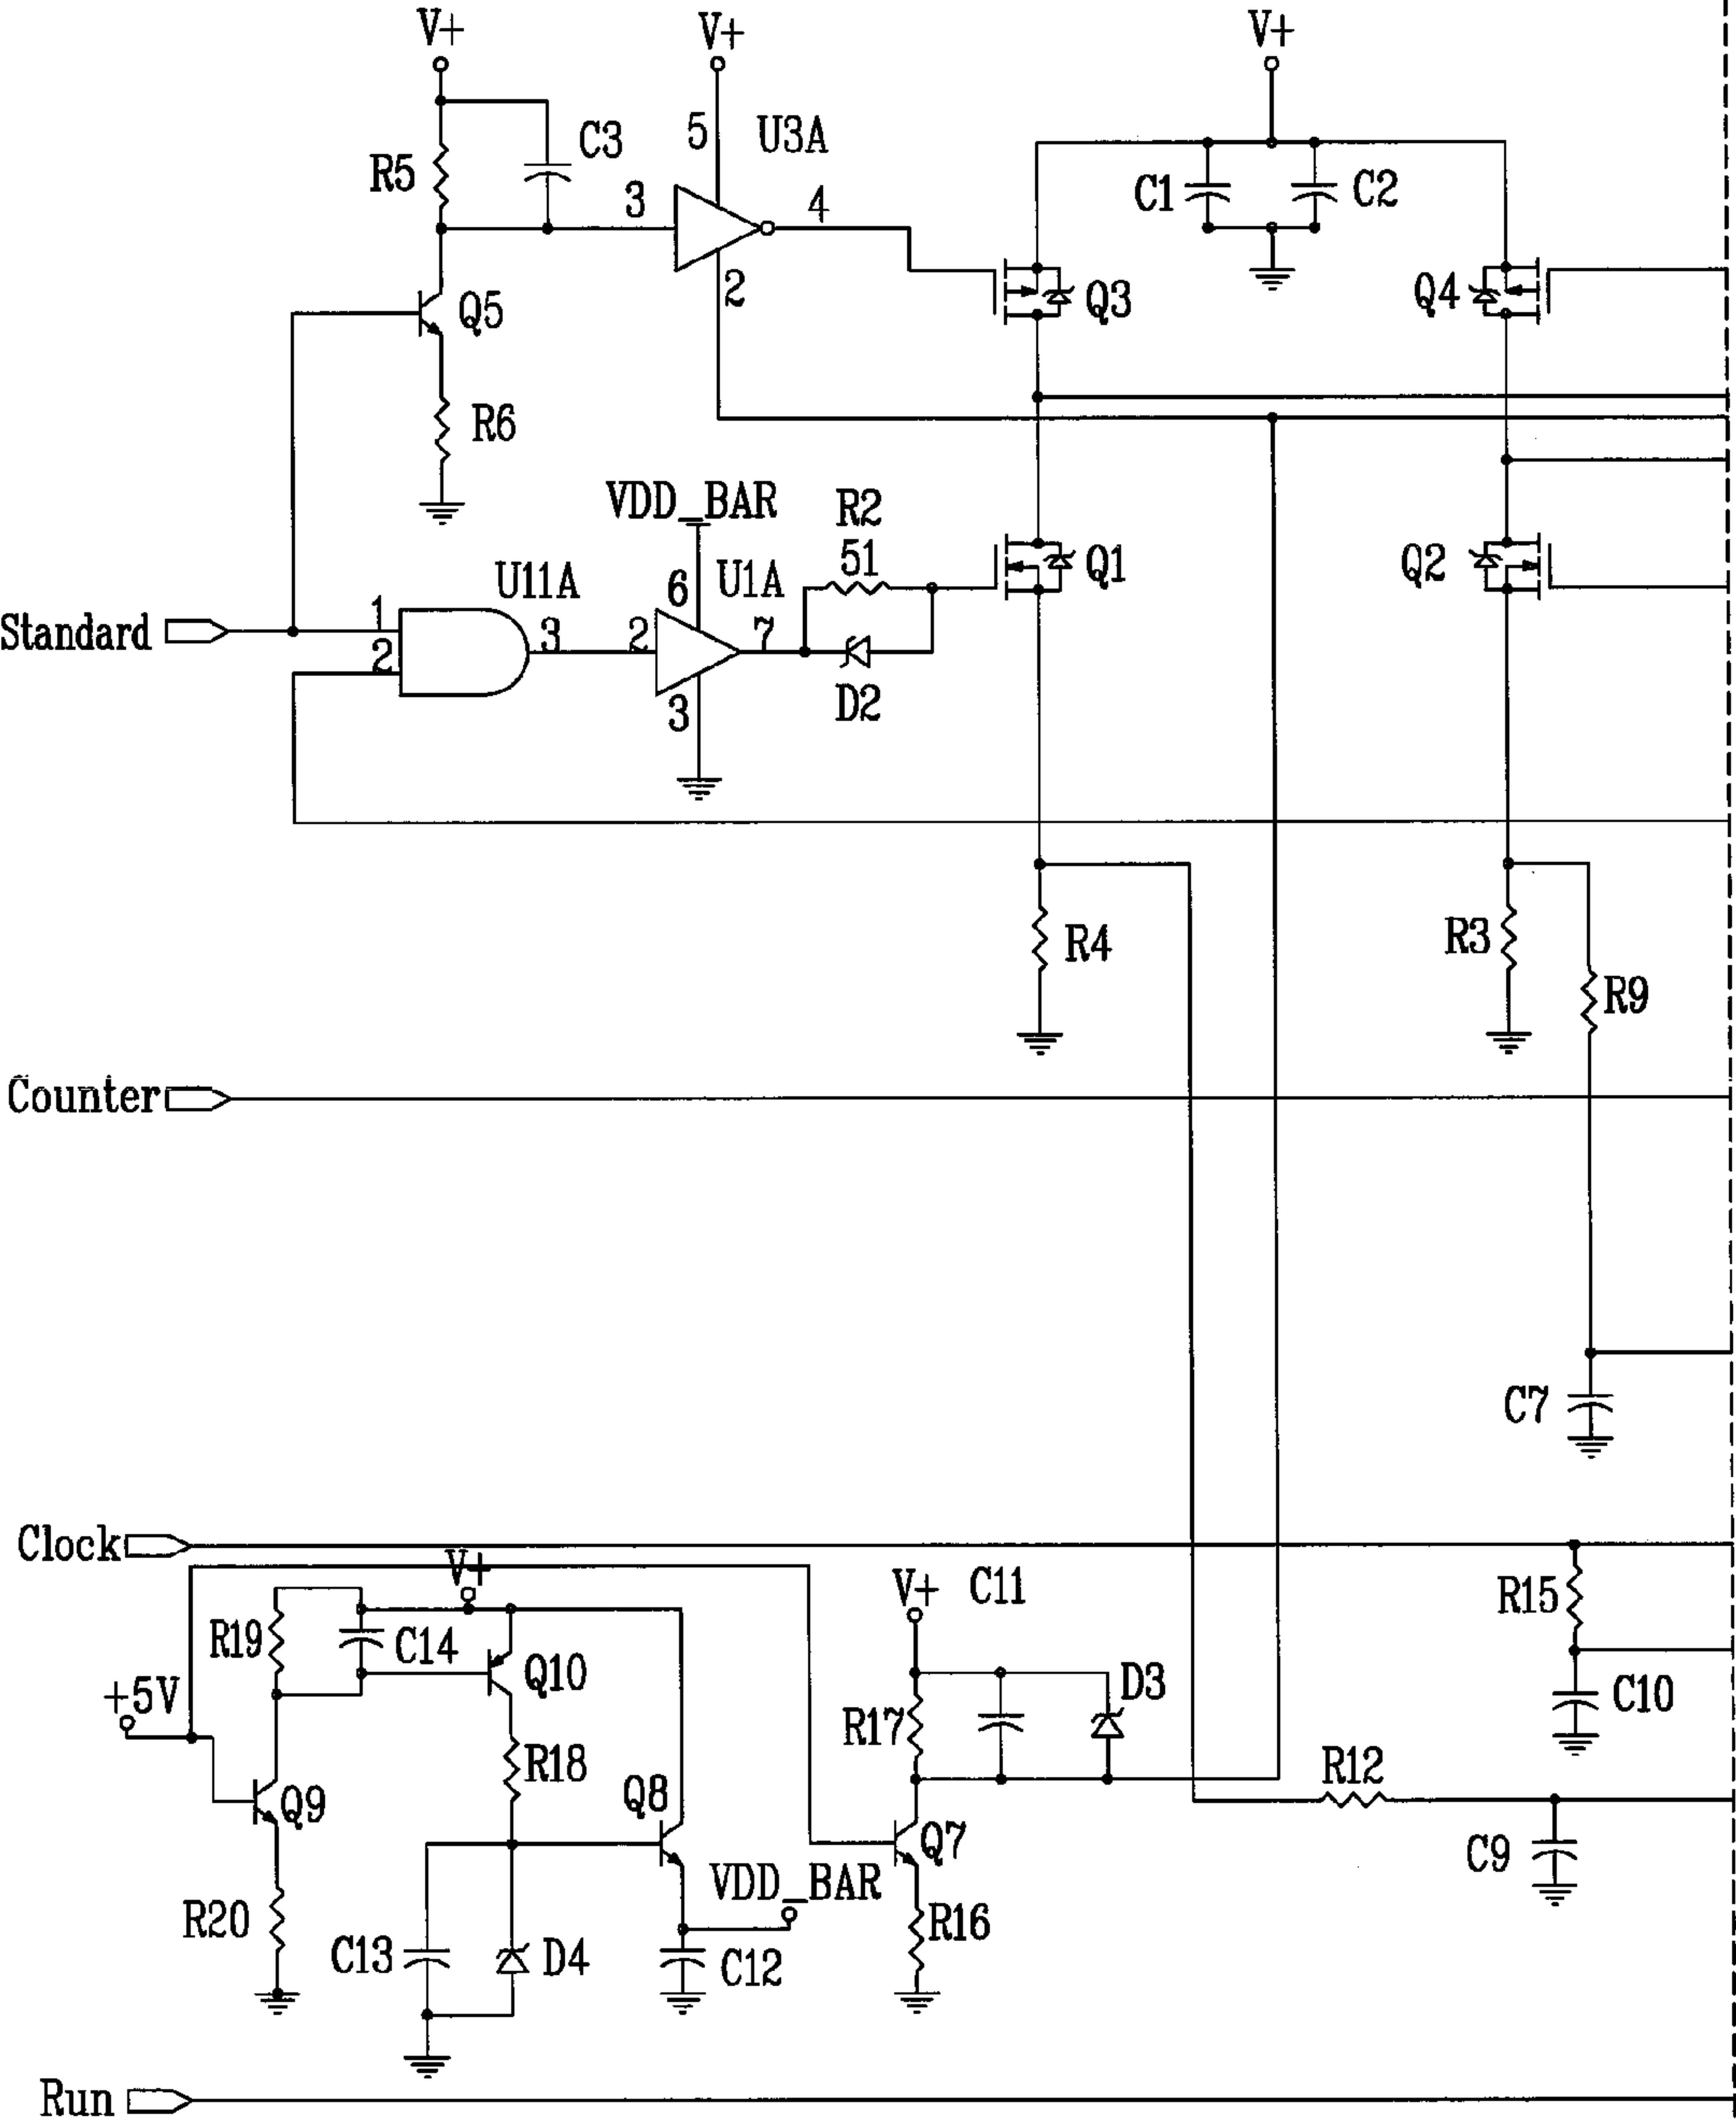 V+
V+
V+
R5
C3
5
U3A
3
4
2
C1
C2
Q3
Q4
Q5
R6
VDD_BAR
R2
51
U11A
6
U1A
Q1
Q2
Standard
1
2
3
2
7
3
D2
R4
R3
R9
Counter
C7
Clock
V+
V+
C11
R15
R19
C14
Q10
+5V
R17
D3
C10
R18
Q8
R12
Q9
Q7
C9
VDD_BAR
R20
R16
C13
D4
C12
Run